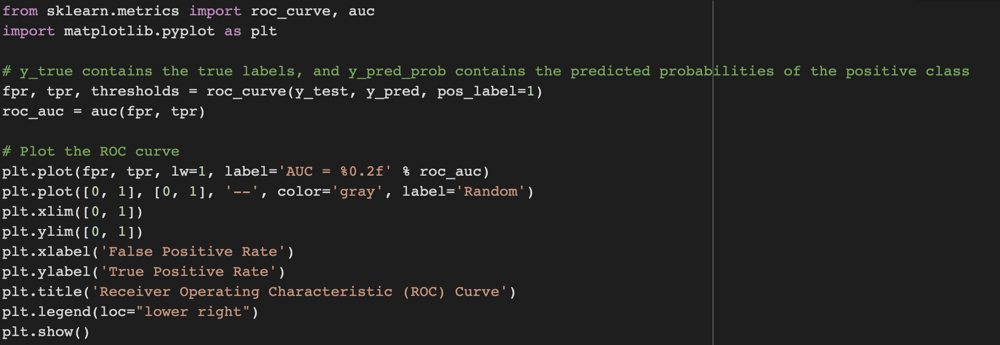 from sklearn.metrics import roc_curve, auc
import matplotlib.pyplot as plt

# y_true contains the true labels, and y_pred_prob contains the predicted probabilities of the positive class
fpr, tpr, thresholds = roc_curve(y_test, y_pred, pos_label=1)
roc_auc = auc(fpr, tpr)

# Plot the ROC curve
plt.plot(fpr, tpr, lw=1, label='AUC = %0.2f' % roc_auc)
plt.plot([0, 1], [0, 1], '--', color='gray', label='Random')
plt.xlim([0, 1])
plt.ylim([0, 1])
plt.xlabel('False Positive Rate')
plt.ylabel('True Positive Rate')
plt.title('Receiver Operating Characteristic (ROC) Curve')
plt.legend(loc="lower right")
plt.show()